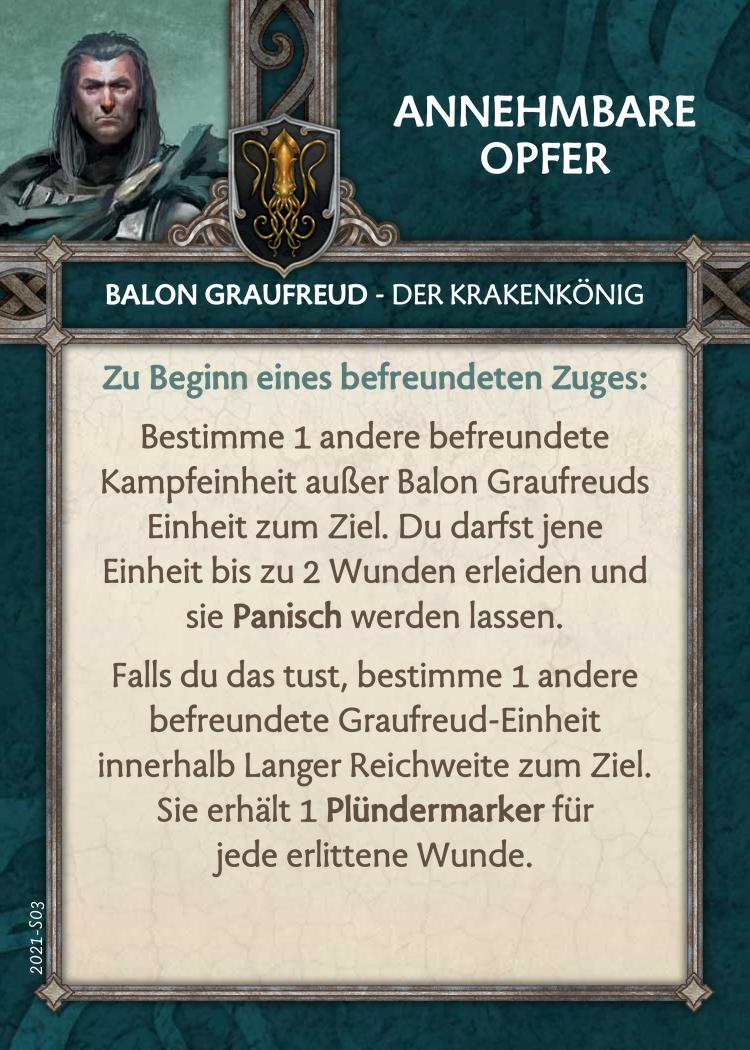 ANNEHMBARE
OPFER
BALON GRAUFREUD - DER KRAKENKÖNIG
Zu Beginn eines befreundeten Zuges:
Bestimme 1 andere befreundete
Kampfeinheit außer Balon Graufreuds
Einheit zum Ziel. Du darfst jene
Einheit bis zu 2 Wunden erleiden und
sie Panisch werden lassen.
Falls du das tust, bestimme 1 andere
befreundete Graufreud-Einheit
innerhalb Langer Reichweite zum Ziel.
Sie erhält 1 Plündermarker für
jede erlittene Wunde.
2021-S03